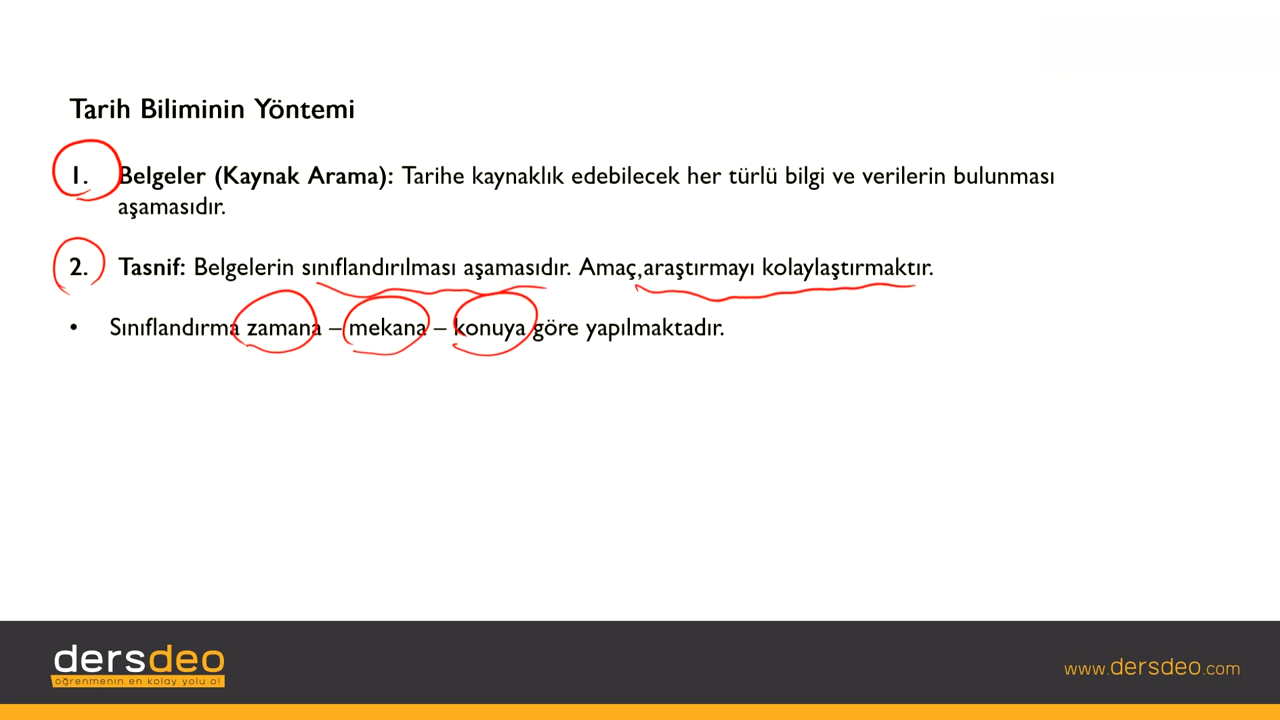 Tarih Biliminin Yöntemi
1. Belgeler (Kaynak Arama): Tarihe kaynaklık edebilecek her türlü bilgi ve verilerin bulunması
aşamasıdır.
2. Tasnif: Belgelerin sınıflandırılması aşamasıdır. Amaç,araştırmayı kolaylaştırmaktır.
• Sınıflandırma zamana – mekana – konuya göre yapılmaktadır.
dersdeo
öğrenmenin en kolay yolu o!
www.dersdeo.com